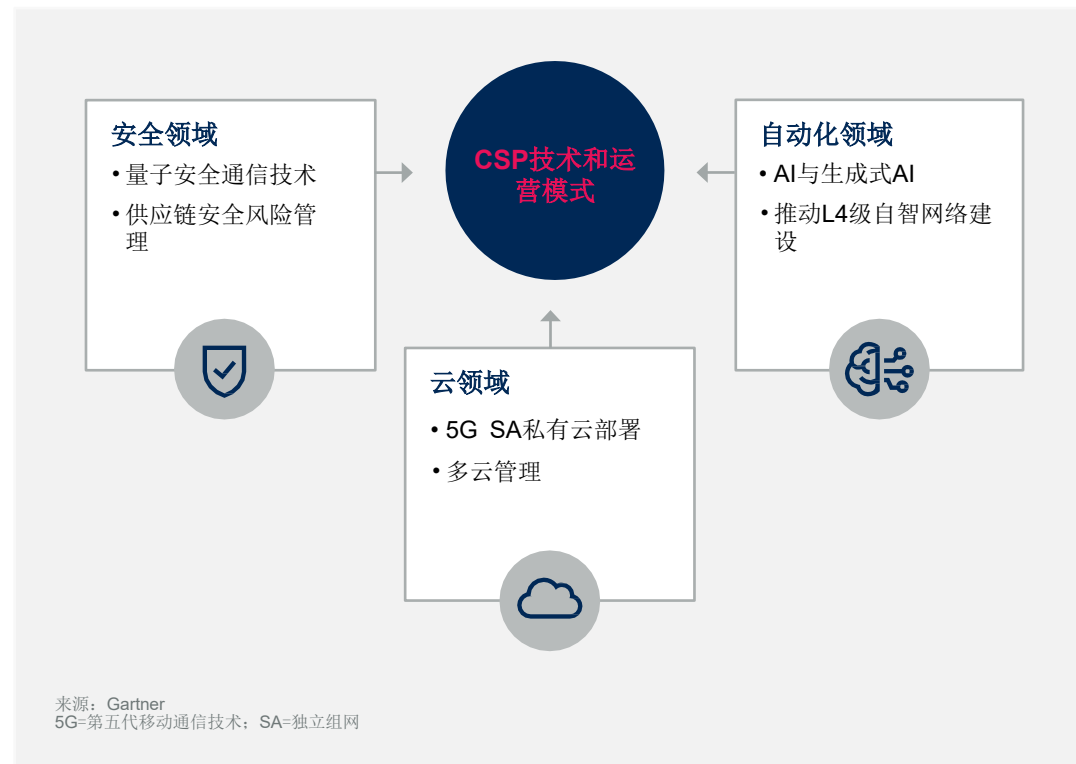 安全领域
• 量子安全通信技术
• 供应链安全风险管
理
CSP技术和运
营模式
自动化领域
• AI与生成式AI
• 推动L4级自智网络建
设
云领域
• 5G SA私有云部署
• 多云管理
来源：Gartner
5G=第五代移动通信技术；SA=独立组网